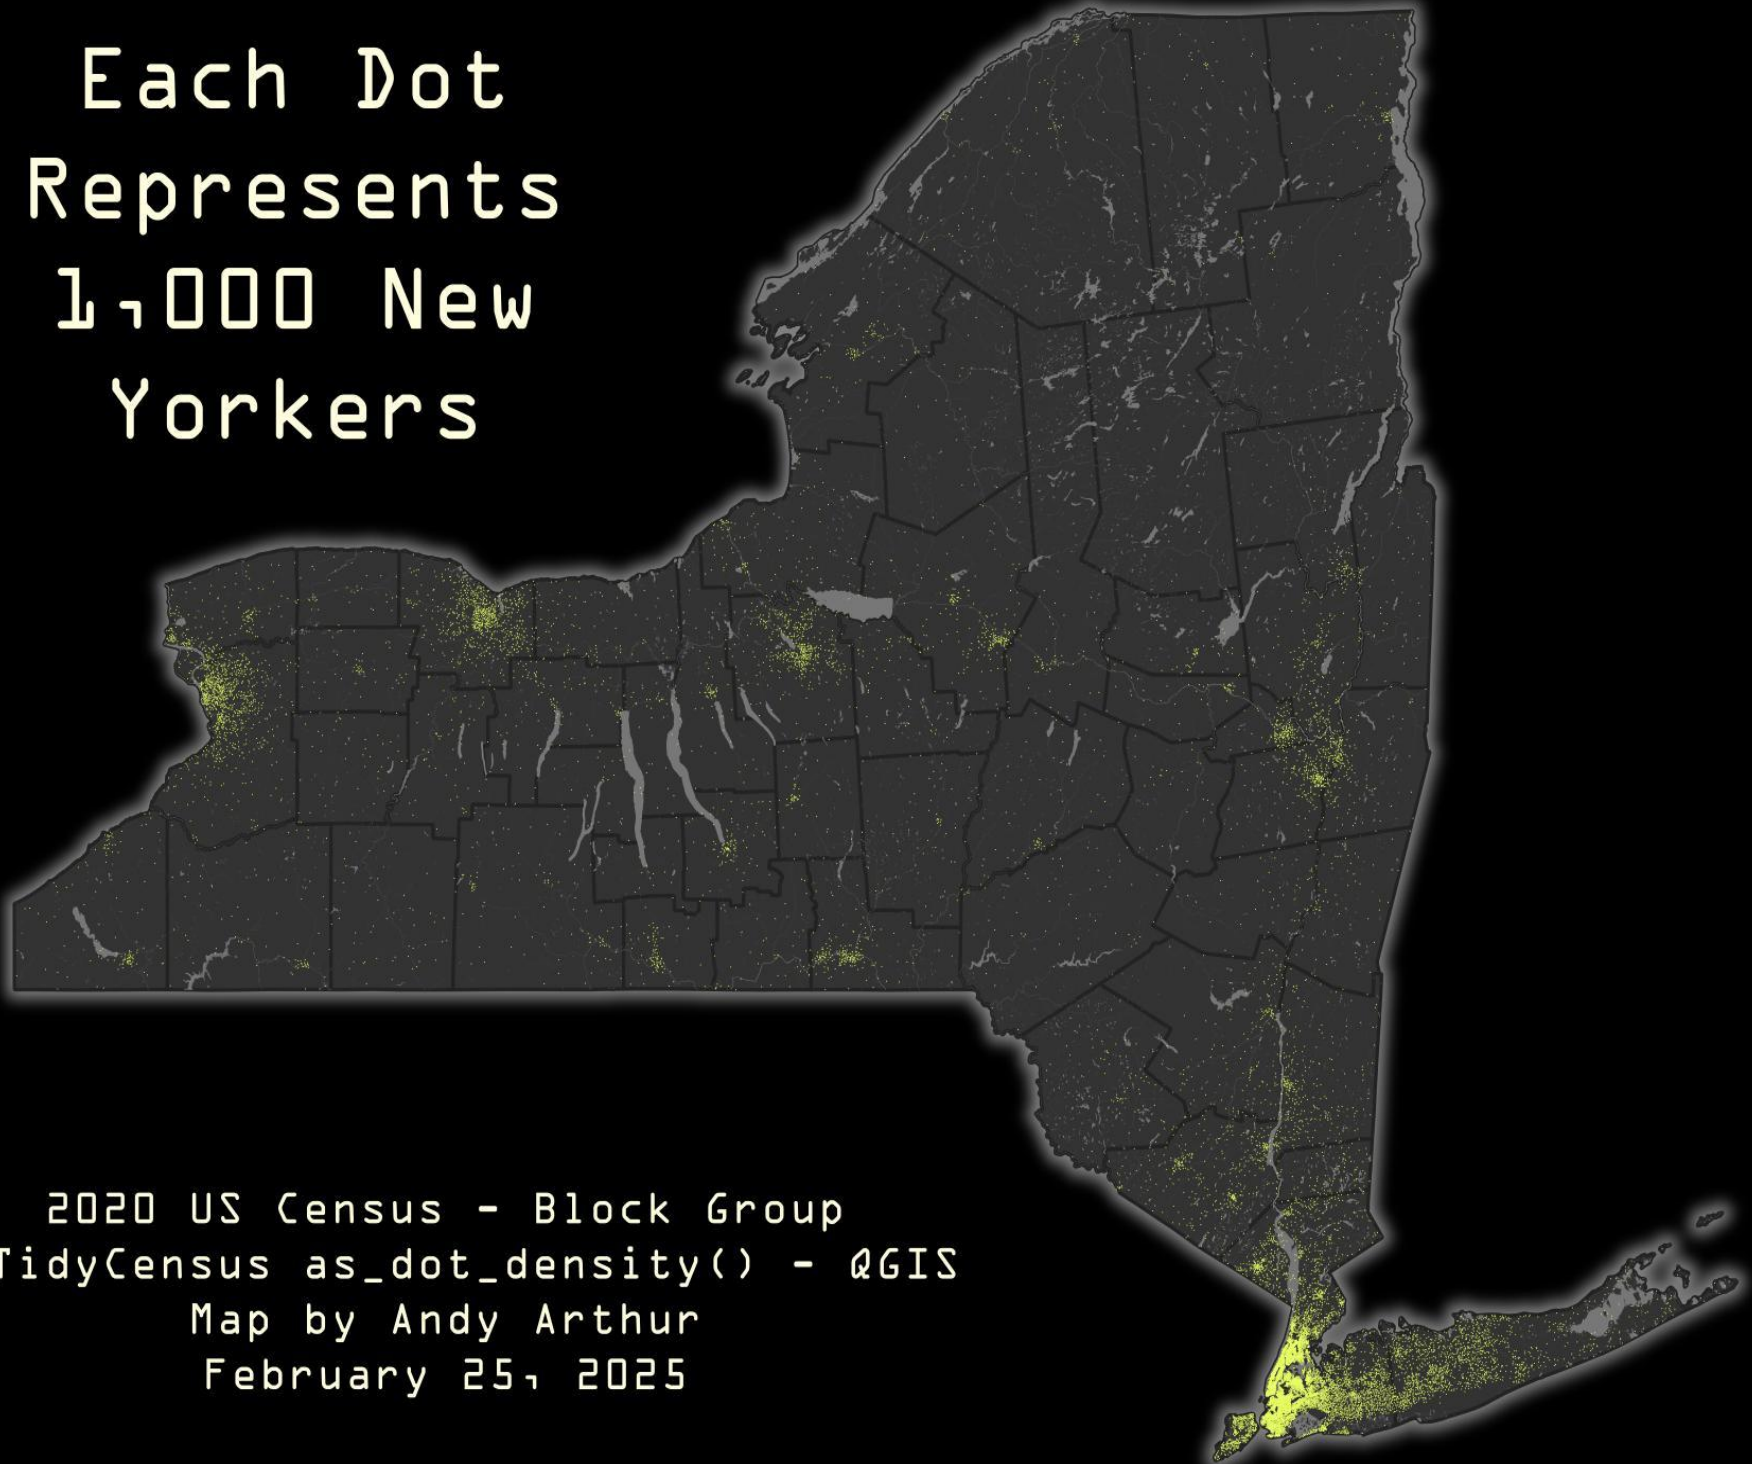 Each Dot
Represents
1,000 New
Yorkers
2020 US Census - Block Group
TidyCensus as_dot_density() - QGIS
Map by Andy Arthur
February 25, 2025